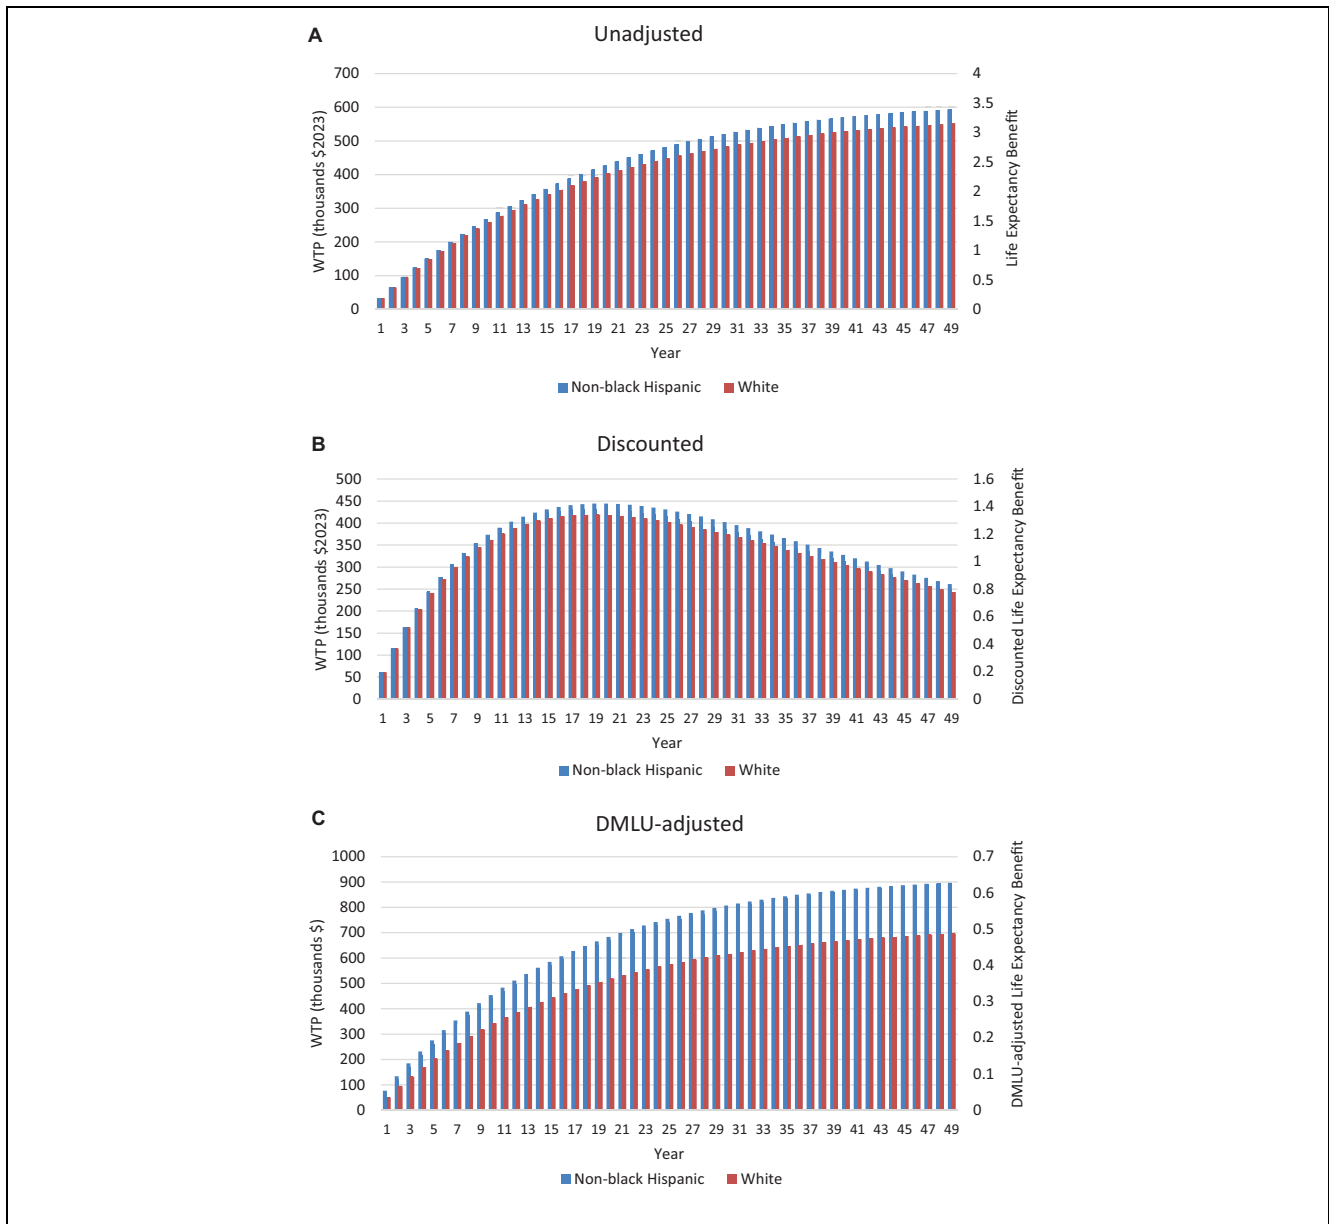 A
Unadjusted
700
600
500
400
300
200
100
0
WTP (thousands $2023)
4
3.5
3
2.5
2
1.5
1
0.5
0
Life Expectancy Benefit
1 3 5 7 9 11 13 15 17 19 21 23 25 27 29 31 33 35 37 39 41 43 45 47 49
Year
Non-black Hispanic White
B
Discounted
500
450
400
350
300
250
200
150
100
50
0
WTP (thousands $2023)
1.6
1.4
1.2
1
0.8
0.6
0.4
0.2
0
Discounted Life Expectancy Benefit
1 3 5 7 9 11 13 15 17 19 21 23 25 27 29 31 33 35 37 39 41 43 45 47 49
Year
Non-black Hispanic White
C
DMLU-adjusted
1000
900
800
700
600
500
400
300
200
100
0
WTP (thousands $)
0.7
0.6
0.5
0.4
0.3
0.2
0.1
0
DMLU-adjusted Life Expectancy Benefit
1 3 5 7 9 11 13 15 17 19 21 23 25 27 29 31 33 35 37 39 41 43 45 47 49
Year
Non-black Hispanic White